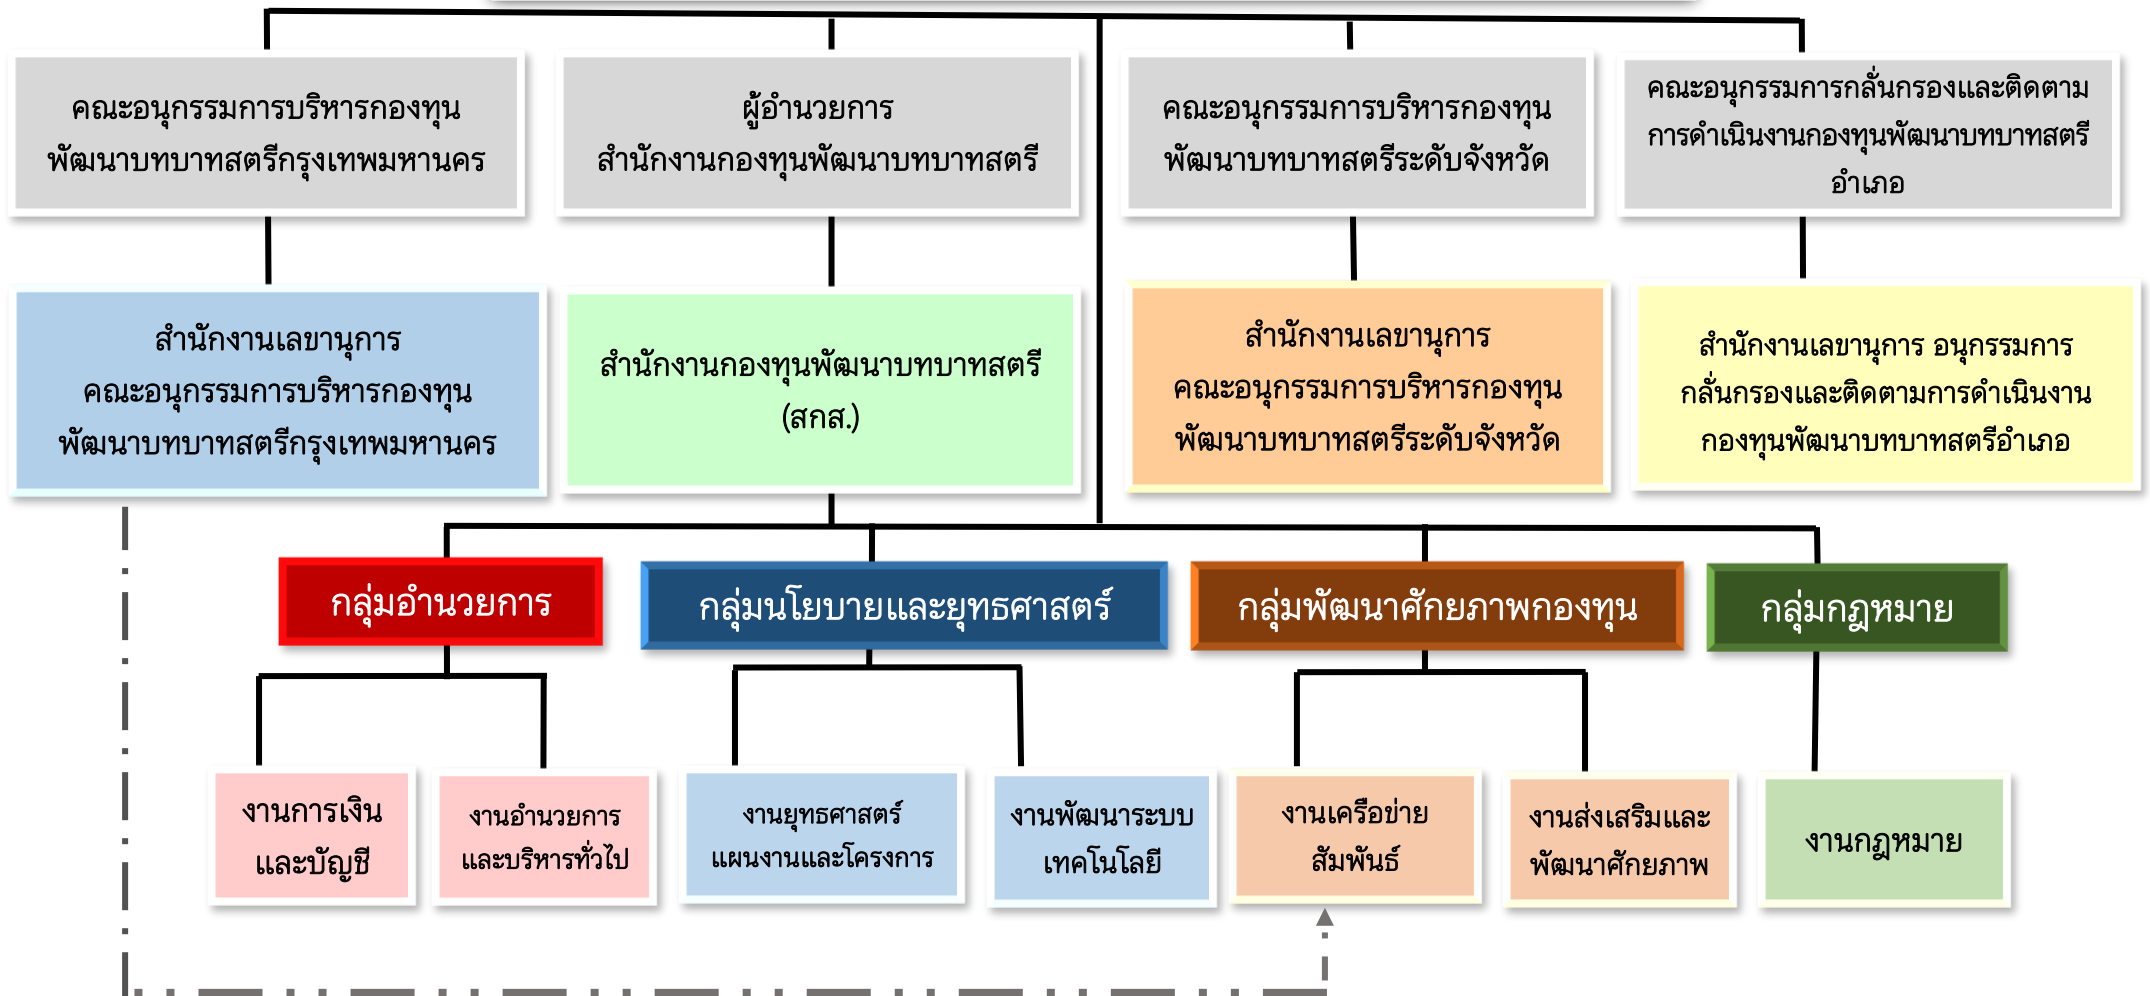 คณะอนุกรรมการบริหารกองทุน
พัฒนาบทบาทสตรีกรุงเทพมหานคร
ผู้อำนวยการ
สำนักงานกองทุนพัฒนาบทบาทสตรี
คณะอนุกรรมการบริหารกองทุน
พัฒนาบทบาทสตรีระดับจังหวัด
คณะอนุกรรมการกลั่นกรองและติดตาม
การดำเนินงานกองทุนพัฒนาบทบาทสตรี
อำเภอ
สำนักงานเลขานุการ
คณะอนุกรรมการบริหารกองทุน
พัฒนาบทบาทสตรีกรุงเทพมหานคร
สำนักงานกองทุนพัฒนาบทบาทสตรี
(สกส.)
สำนักงานเลขานุการ
คณะอนุกรรมการบริหารกองทุน
พัฒนาบทบาทสตรีระดับจังหวัด
สำนักงานเลขานุการ อนุกรรมการ
กลั่นกรองและติดตามการดำเนินงาน
กองทุนพัฒนาบทบาทสตรีอำเภอ
กลุ่มอำนวยการ
กลุ่มนโยบายและยุทธศาสตร์
กลุ่มพัฒนาศักยภาพกองทุน
กลุ่มกฎหมาย
งานการเงิน
และบัญชี
งานอำนวยการ
และบริหารทั่วไป
งานยุทธศาสตร์
แผนงานและโครงการ
งานพัฒนาระบบ
เทคโนโลยี
งานเครือข่าย
สัมพันธ์
งานส่งเสริมและ
พัฒนาศักยภาพ
งานกฎหมาย